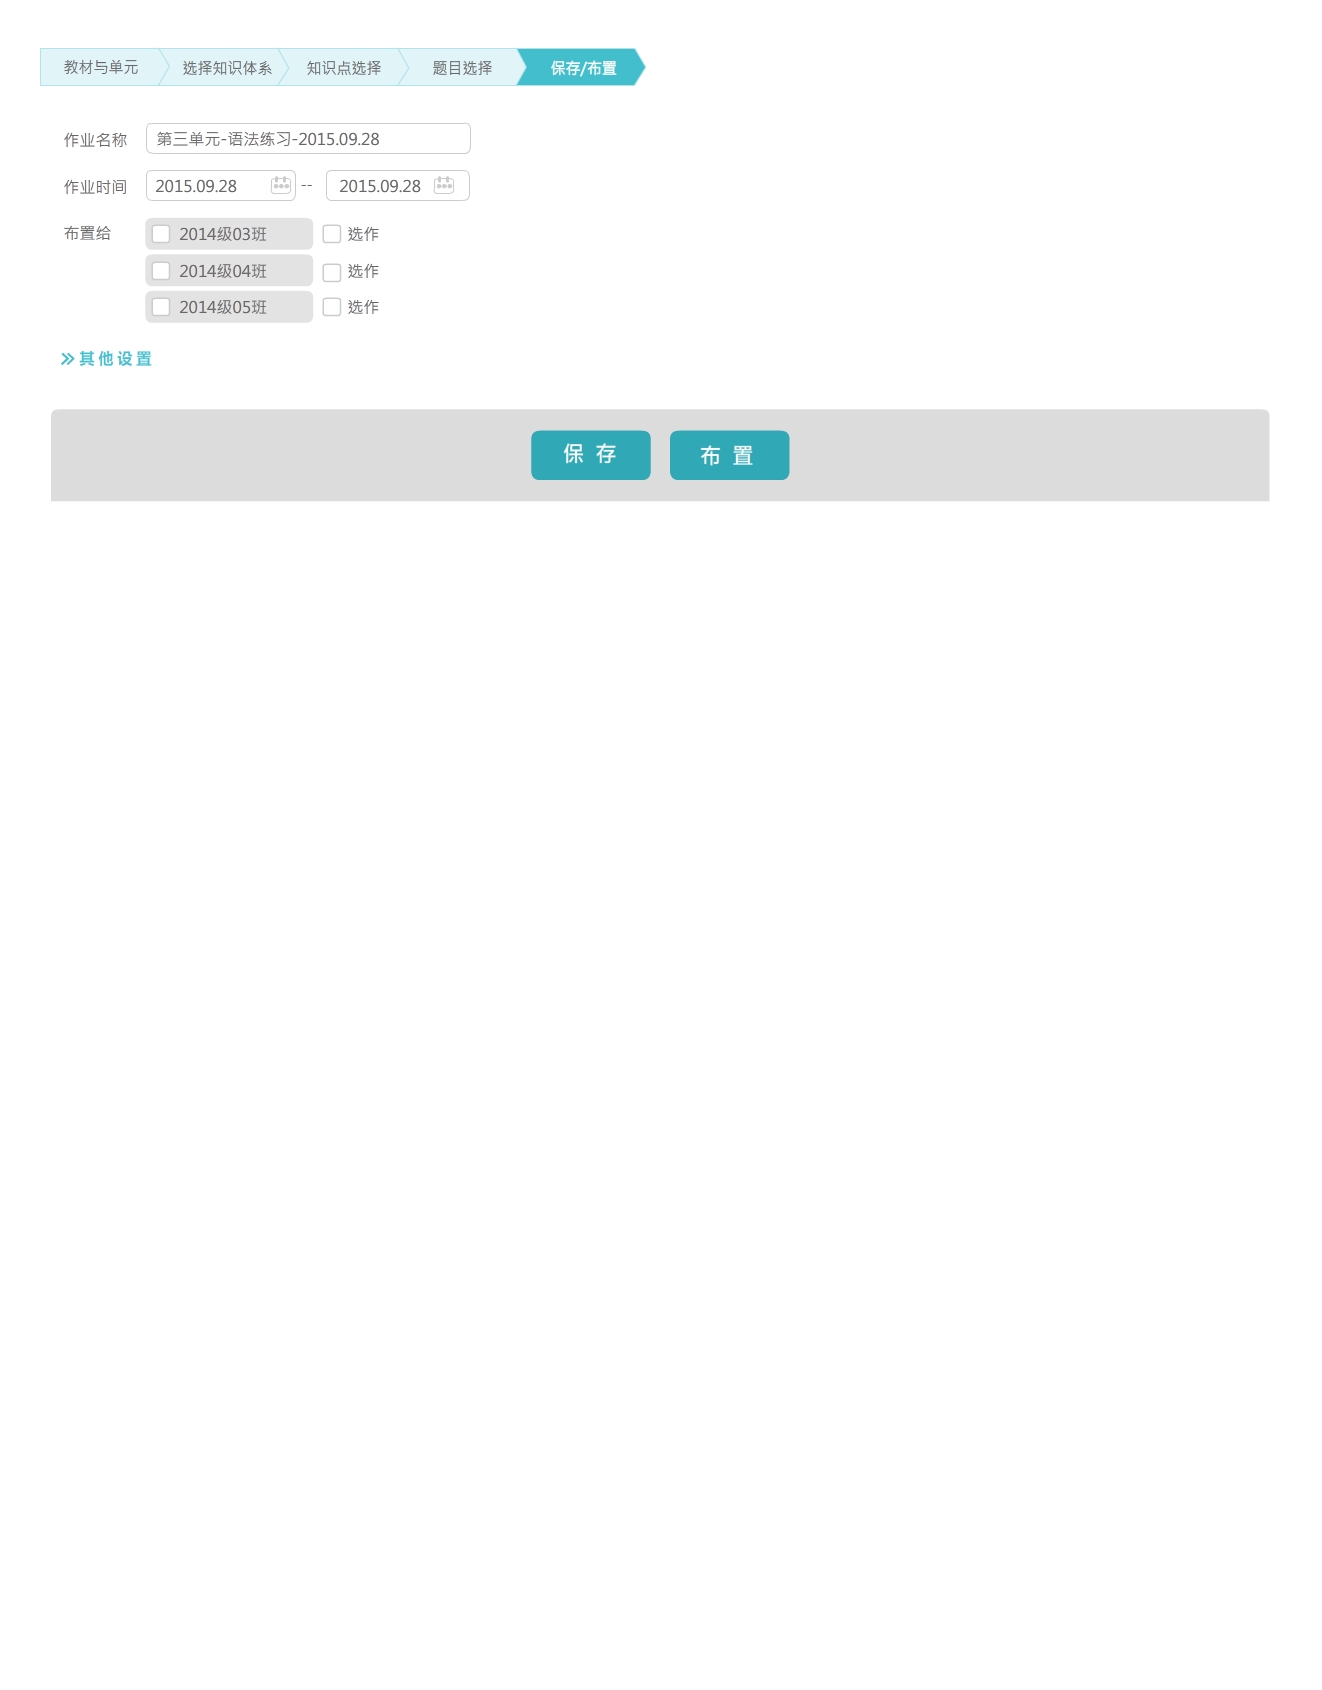 教材与单元 选择知识体系 知识点选择 题目选择 保存/布置
作业名称 第三单元-语法练习-2015.09.28
作业时间 2015.09.28 -- 2015.09.28
布置给 2014级03班 选作
2014级04班 选作
2014级05班 选作
其他设置
保存 布置